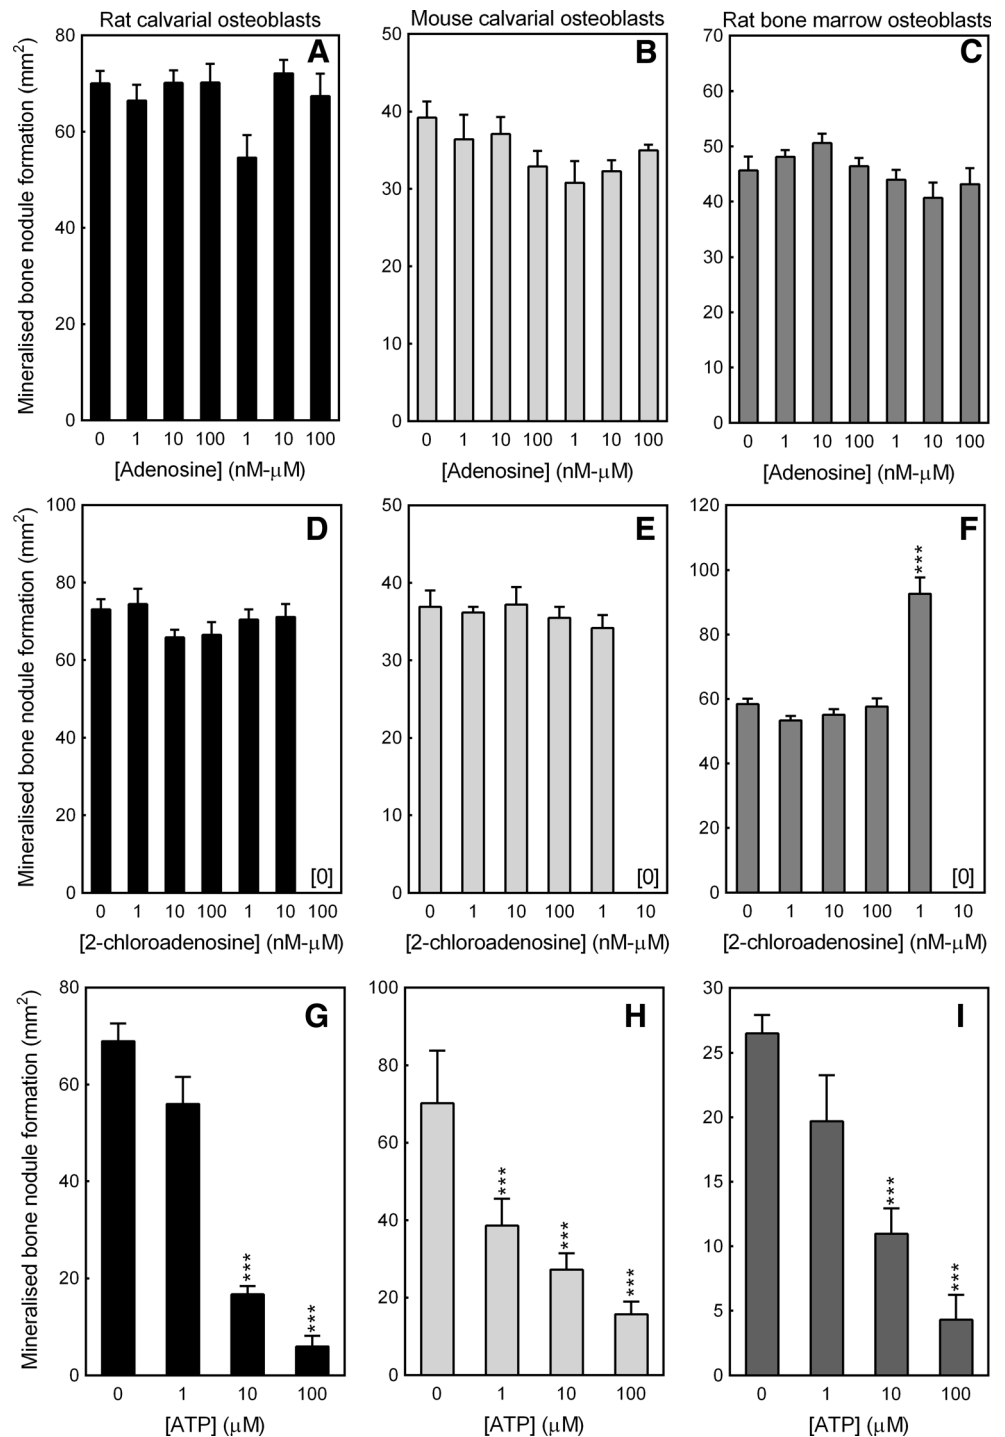 Rat calvarial osteoblasts
Mouse calvarial osteoblasts
Rat bone marrow osteoblasts
Mineralised bone nodule formation (mm²)
80
60
40
20
0
A
0 1 10 100 1 10 100
[Adenosine] (nM-μM)
50
40
30
20
10
0
B
0 1 10 100 1 10 100
[Adenosine] (nM-μM)
70
60
50
40
30
20
10
0
C
0 1 10 100 1 10 100
[Adenosine] (nM-μM)
Mineralised bone nodule formation (mm²)
100
80
60
40
20
0
D
[0]
0 1 10 100 1 10 100
[2-chloroadenosine] (nM-μM)
50
40
30
20
10
0
E
[0]
0 1 10 100 1 10
[2-chloroadenosine] (nM-μM)
120
100
80
60
40
20
0
F
***
[0]
0 1 10 100 1 10
[2-chloroadenosine] (nM-μM)
Mineralised bone nodule formation (mm²)
80
60
40
20
0
G
***
***
0 1 10 100
[ATP] (μM)
100
80
60
40
20
0
H
***
***
***
0 1 10 100
[ATP] (μM)
30
25
20
15
10
5
0
I
***
***
0 1 10 100
[ATP] (μM)